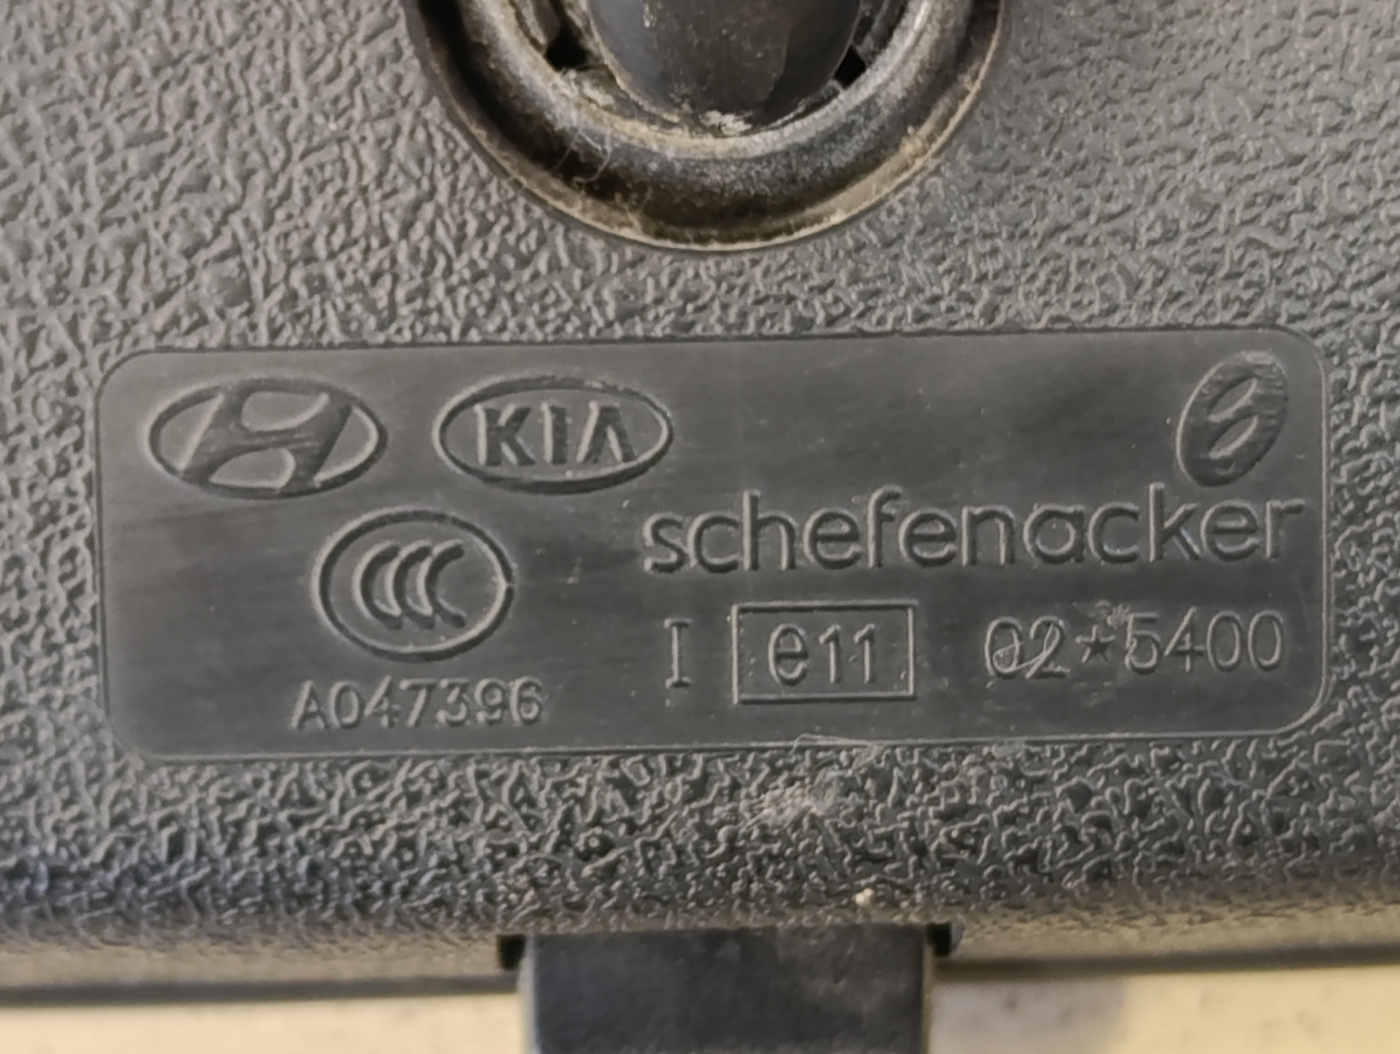 KIA
schefenacker
I e11 02*5400
A047396